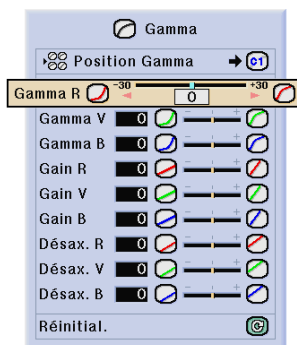 Gamma
Position Gamma C1
Gamma R -30 0 +30
Gamma V 0 - +
Gamma B 0 - +
Gain R 0 - +
Gain V 0 - +
Gain B 0 - +
Désax. R 0 - +
Désax. V 0 - +
Désax. B 0 - +
Réinitial.